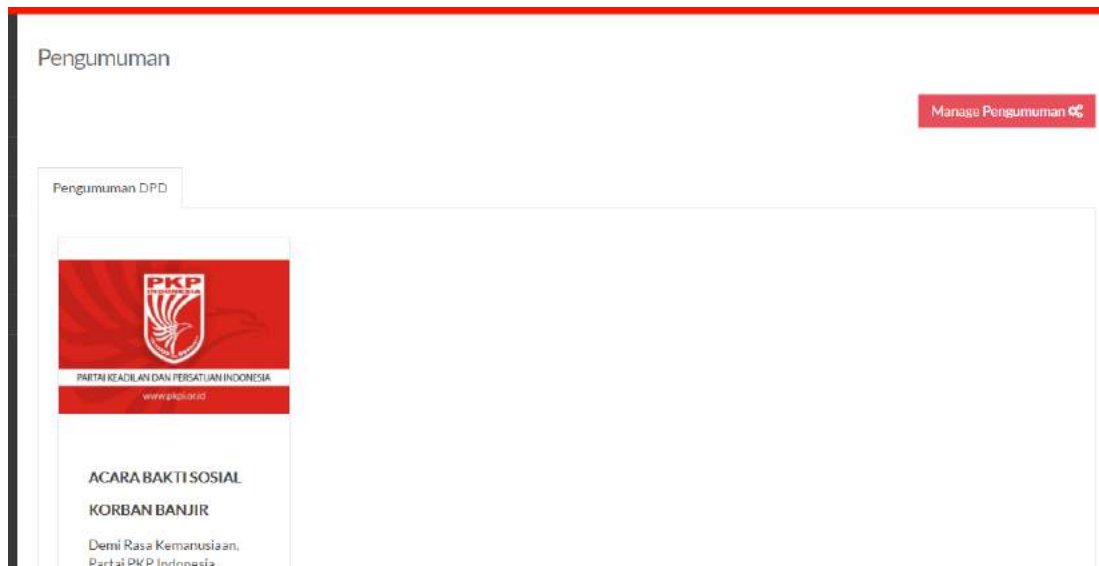 Pengumuman
Manage Pengumuman
Pengumuman DPD
PKP
INDONESIA
PARTAI KEADILAN DAN PERSATUAN INDONESIA
www.pkpi.or.id
ACARA BAKTI SOSIAL
KORBAN BANJIR
Demi Rasa Kemanusiaan,
Partai PKP Indonesia